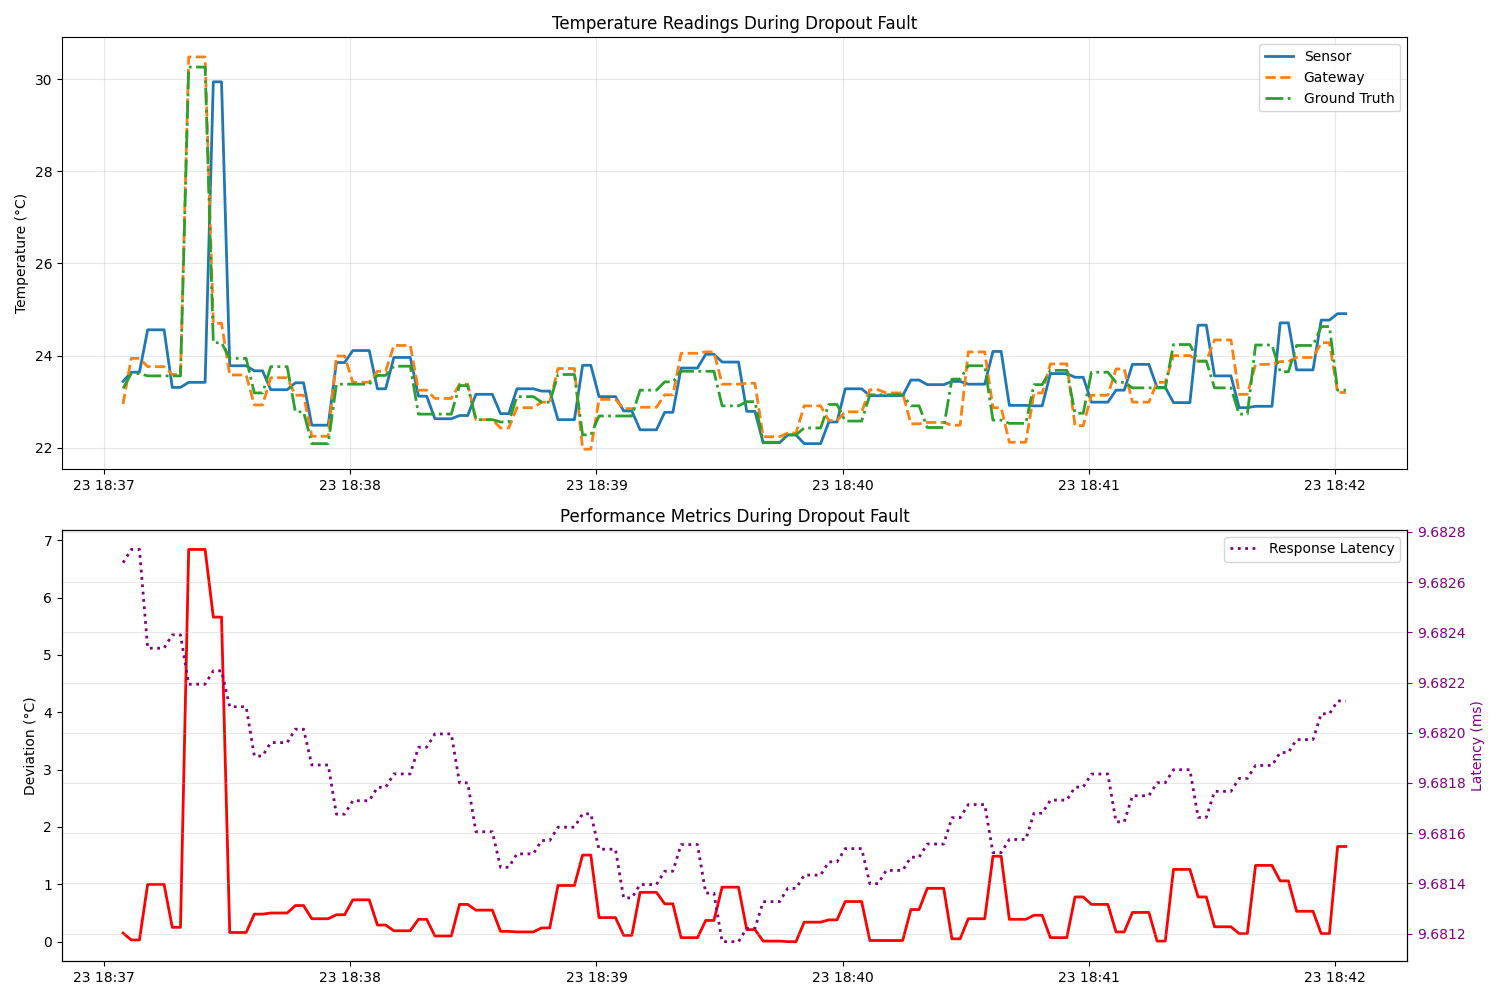 Temperature Readings During Dropout Fault
Sensor
Gateway
Ground Truth
Temperature (°C)
30
28
26
24
22
23 18:37 23 18:38 23 18:39 23 18:40 23 18:41 23 18:42
Performance Metrics During Dropout Fault
Response Latency
Deviation (°C)
7
6
5
4
3
2
1
0
9.6828
9.6826
9.6824
9.6822
9.6820
9.6818
9.6816
9.6814
9.6812
Latency (ms)
23 18:37 23 18:38 23 18:39 23 18:40 23 18:41 23 18:42